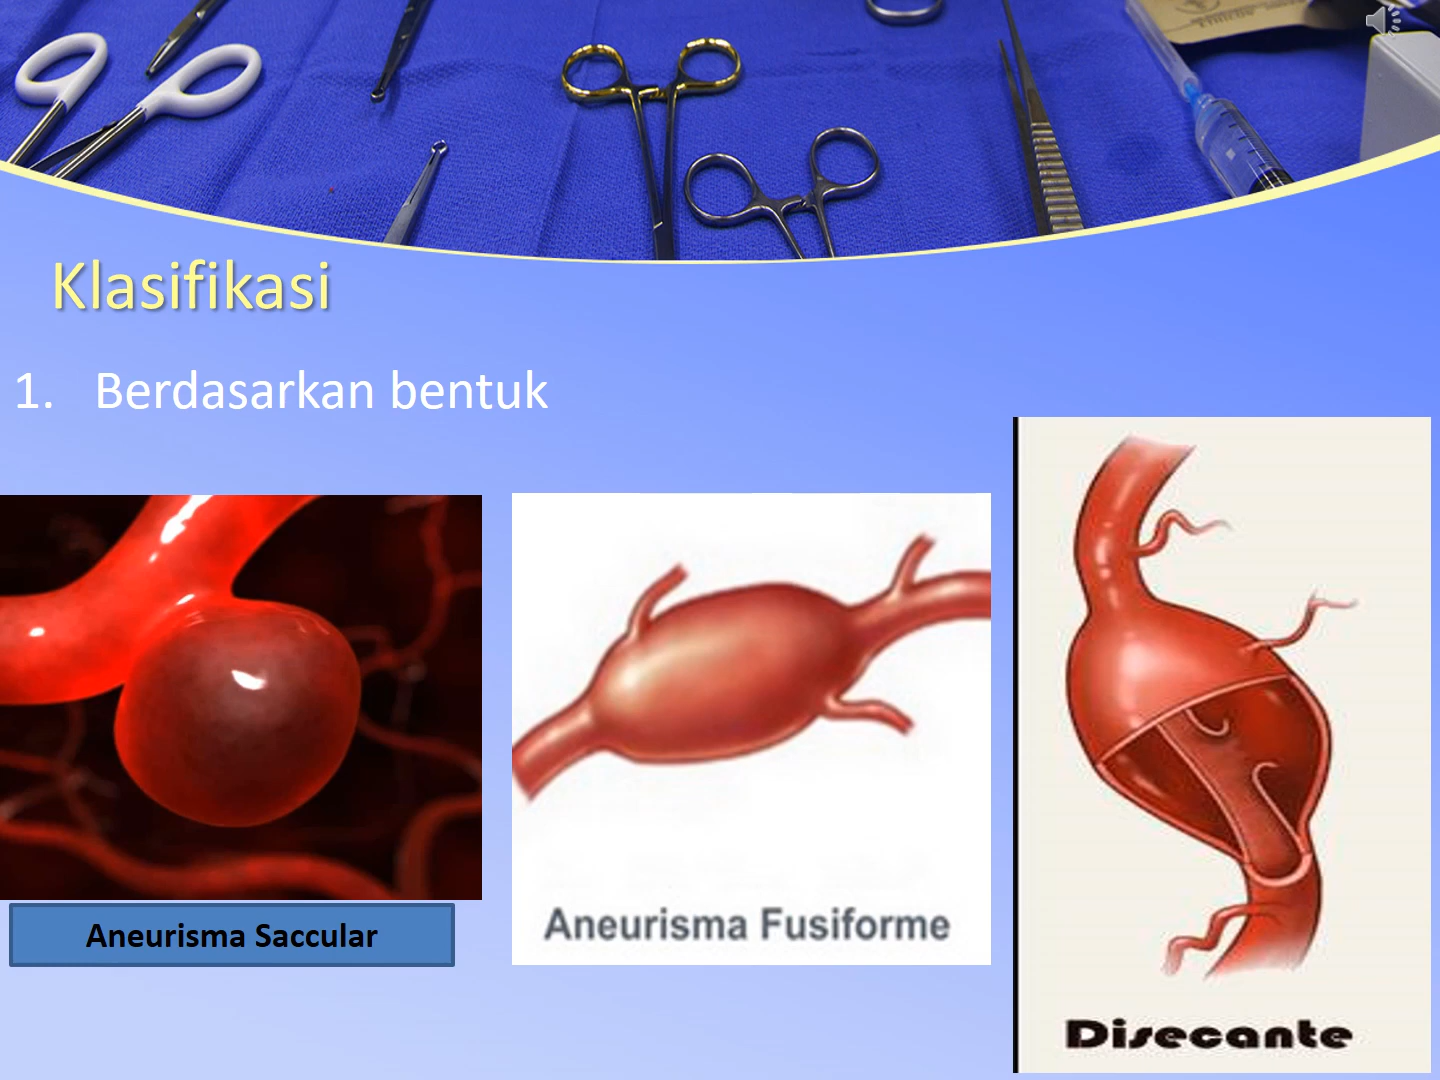 Klasifikasi
1. Berdasarkan bentuk
Aneurisma Saccular
Aneurisma Fusiforme
Disecante